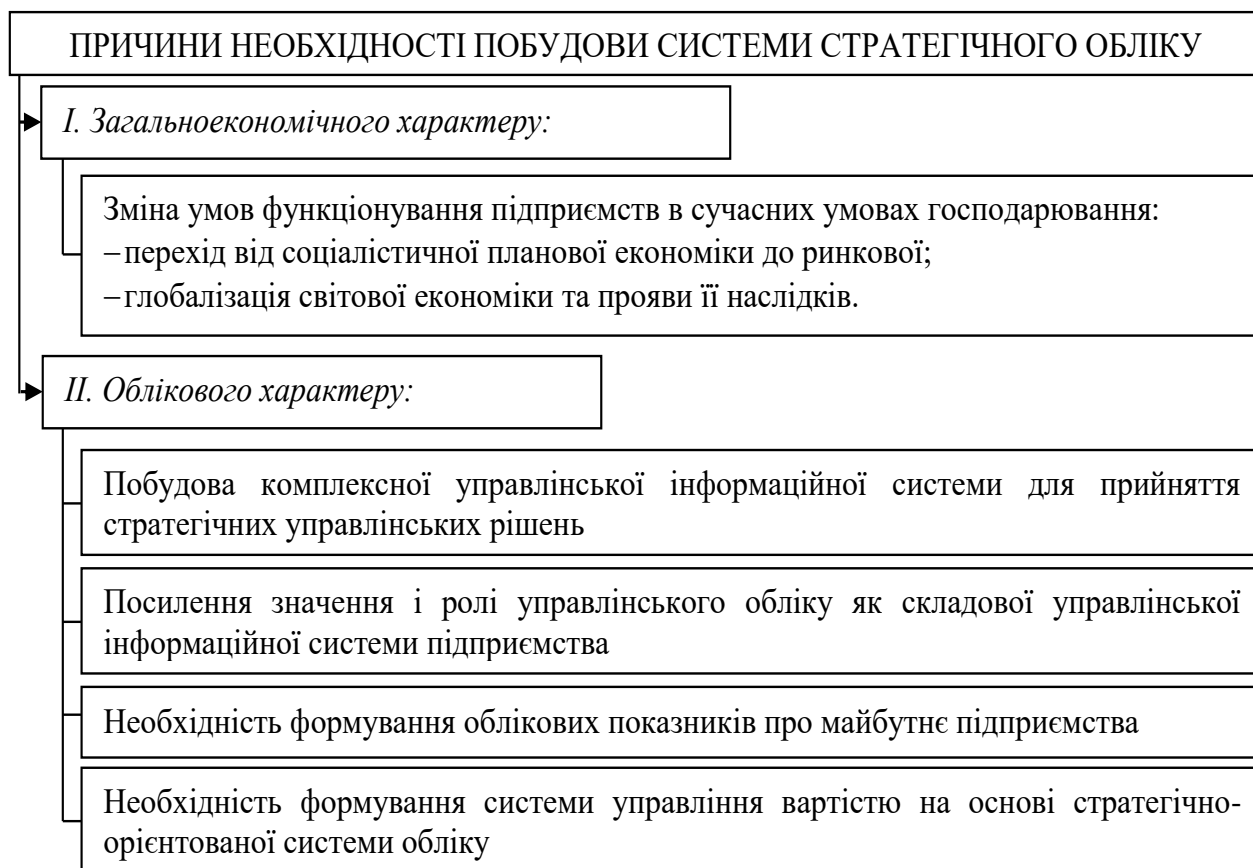 ПРИЧИНИ НЕОБХІДНОСТІ ПОБУДОВИ СИСТЕМИ СТРАТЕГІЧНОГО ОБЛІКУ
І. Загальноекономічного характеру:
Зміна умов функціонування підприємств в сучасних умовах господарювання:
–перехід від соціалістичної планової економіки до ринкової;
–глобалізація світової економіки та прояви її наслідків.
ІІ. Облікового характеру:
Побудова комплексної управлінської інформаційної системи для прийняття
стратегічних управлінських рішень
Посилення значення і ролі управлінського обліку як складової управлінської
інформаційної системи підприємства
Необхідність формування облікових показників про майбутнє підприємства
Необхідність формування системи управління вартістю на основі стратегічно-
орієнтованої системи обліку